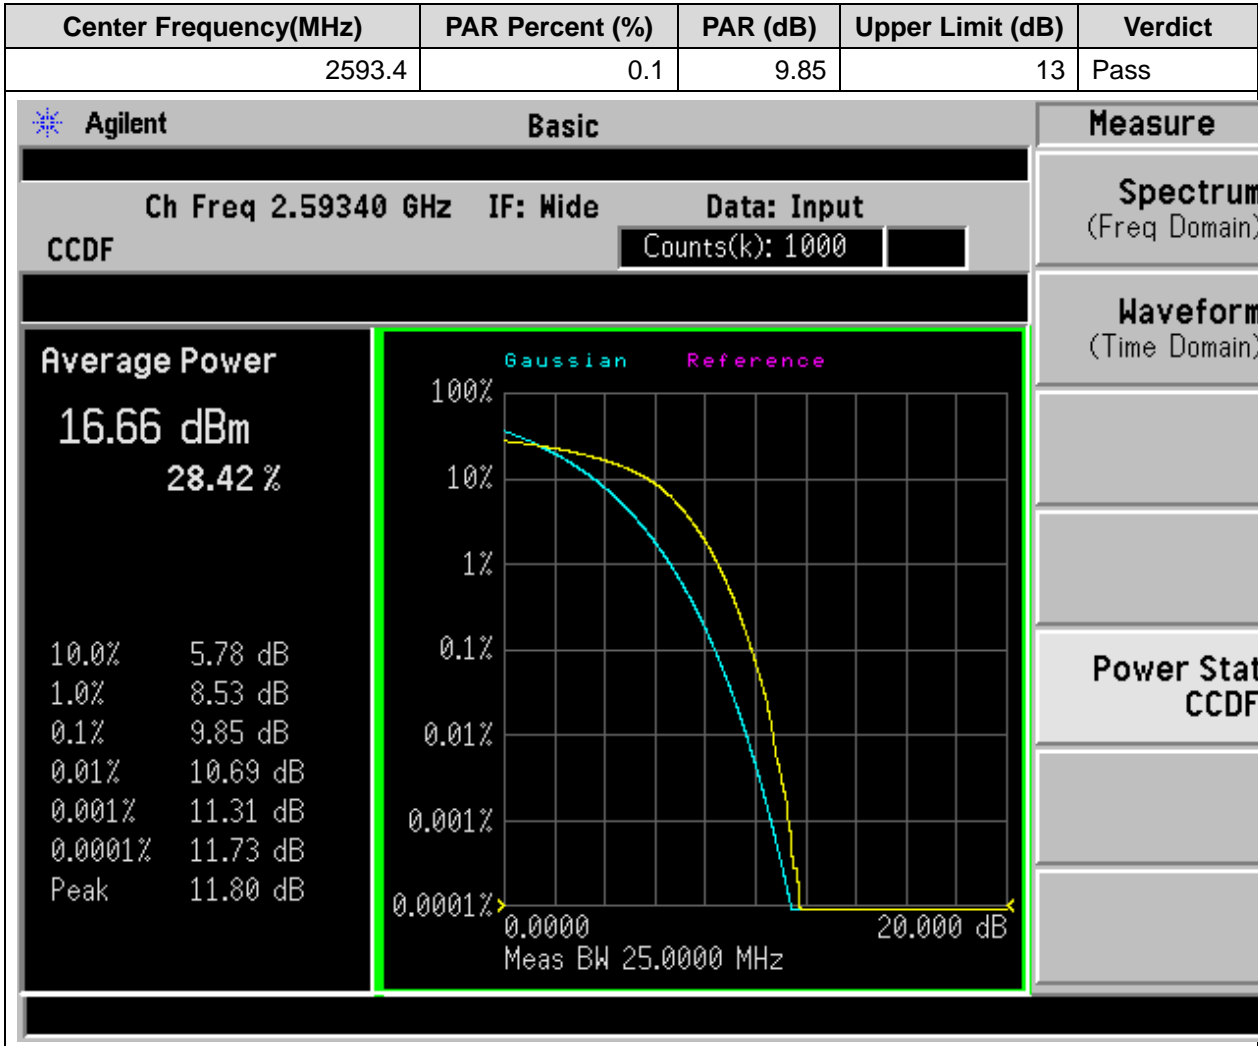 Center Frequency(MHz) PAR Percent (%) PAR (dB) Upper Limit (dB) Verdict
2593.4 0.1 9.85 13 Pass
Agilent Basic Measure
Ch Freq 2.59340 GHz IF: Wide Data: Input
CCDF Counts(k): 1000
Spectrum
(Freq Domain)
Waveform
(Time Domain)
Power Stat
CCDF
Average Power
16.66 dBm
28.42 %
10.0% 5.78 dB
1.0% 8.53 dB
0.1% 9.85 dB
0.01% 10.69 dB
0.001% 11.31 dB
0.0001% 11.73 dB
Peak 11.80 dB
Gaussian Reference
100%
10%
1%
0.1%
0.01%
0.001%
0.0001%
0.0000 20.000 dB
Meas BW 25.0000 MHz